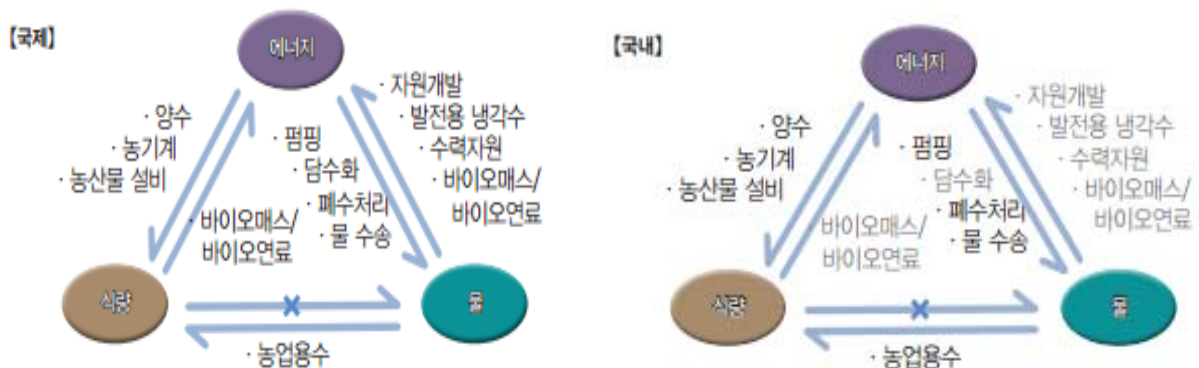 【국제】
에너지
· 양수
· 농기계
· 농산물 설비
· 바이오매스/
바이오연료
· 펌핑
· 담수화
· 폐수처리
· 물 수송
· 자원개발
· 발전용 냉각수
· 수력자원
· 바이오매스/
바이오연료
식량
물
· 농업용수
【국내】
에너지
· 양수
· 농기계
· 농산물 설비
바이오매스/
바이오연료
· 펌핑
· 담수화
· 폐수처리
· 물 수송
· 자원개발
· 발전용 냉각수
· 수력자원
· 바이오매스/
바이오연료
식량
물
· 농업용수